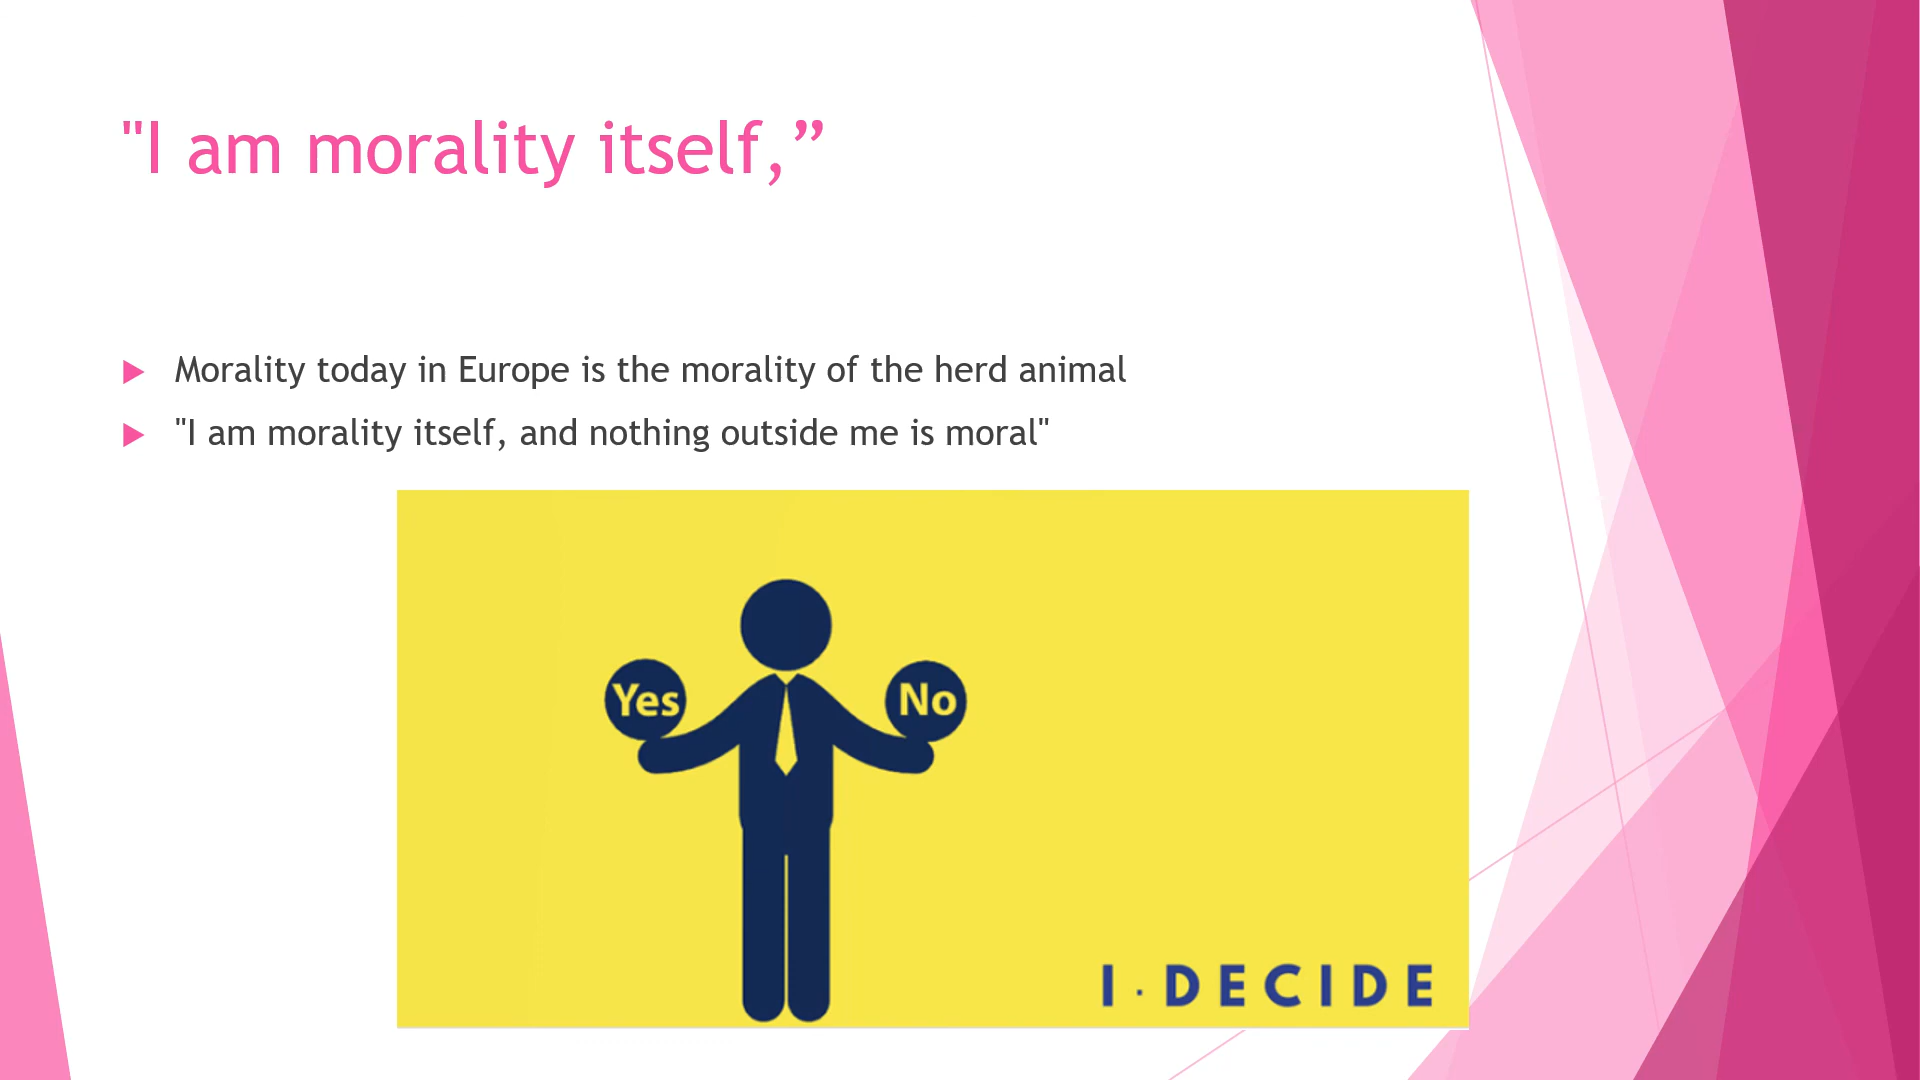 "I am morality itself,”
Morality today in Europe is the morality of the herd animal
"I am morality itself, and nothing outside me is moral"
Yes
No
I · DECIDE